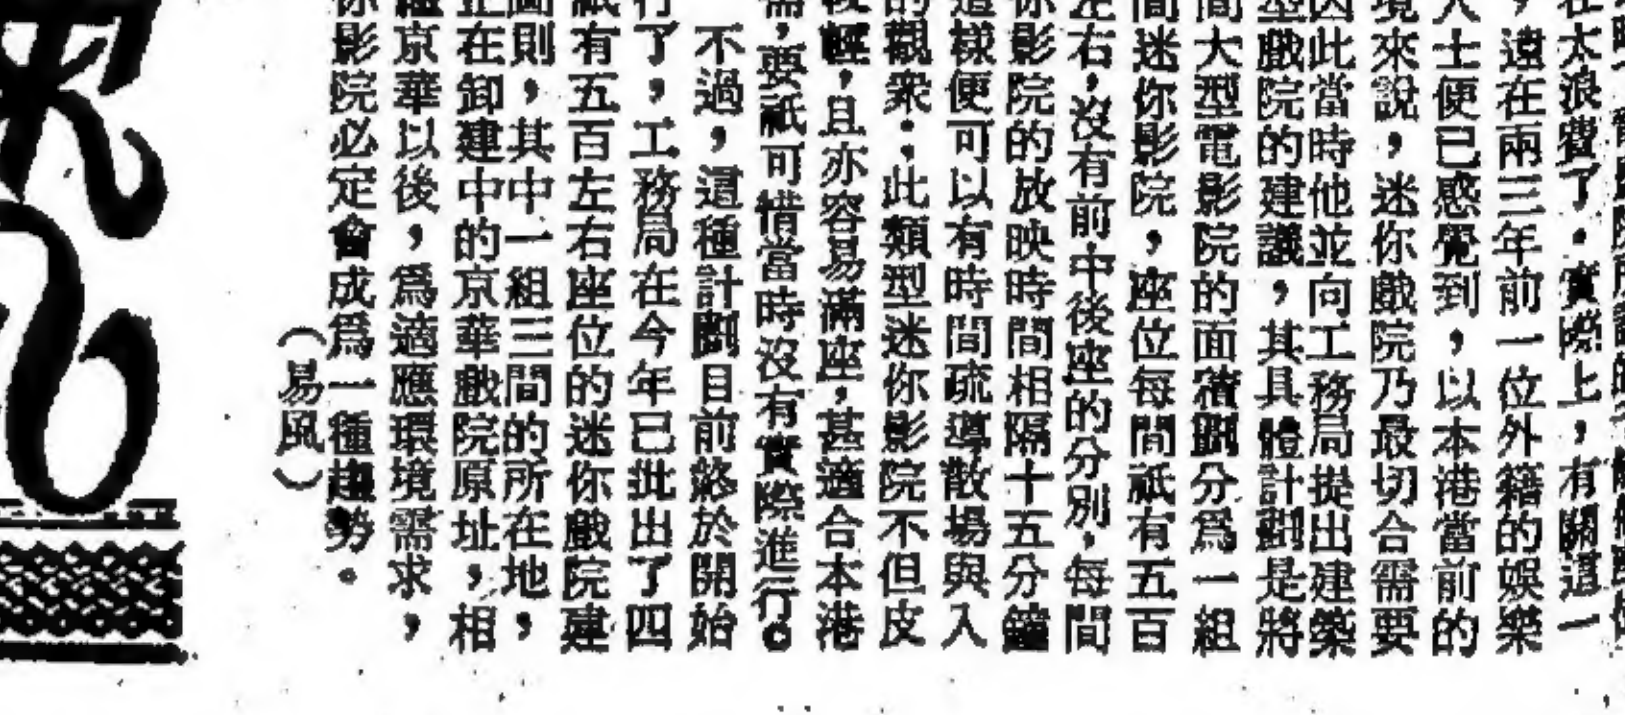 在太浪費了。實際上，有關這一
，遠在兩三年前一位外籍的娛樂
人士便已感覺到，以本港當前的
境來說，迷你戲院乃最切合需要
因此當時他並向工務局提出建築
型戲院的建議，其具體計劃是將
間大型電影院的面積劃分爲一組
間迷你影院，座位每間祇有五百
左右，沒有前中後座的分別，每間
你影院的放映時間相隔十五分鐘
這樣便可以有時間疏導散場與入
的觀衆；此類型迷你影院不但皮
輕，且亦容易滿座，甚適合本港
需，要祇可惜當時沒有實際進行。
不過，這種計劃目前終於開始
行了，工務局在今年已批出了四
祇有五百左右座位的迷你戲院建
圖則，其中一組三間的所在地，
正在卸建中的京華戲院原址，相
繼京華以後，爲適應環境需求，
你影院必定會成爲一種趨勢。
（易風）